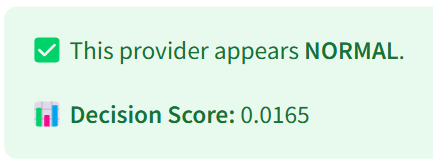 This provider appears NORMAL.
Decision Score: 0.0165